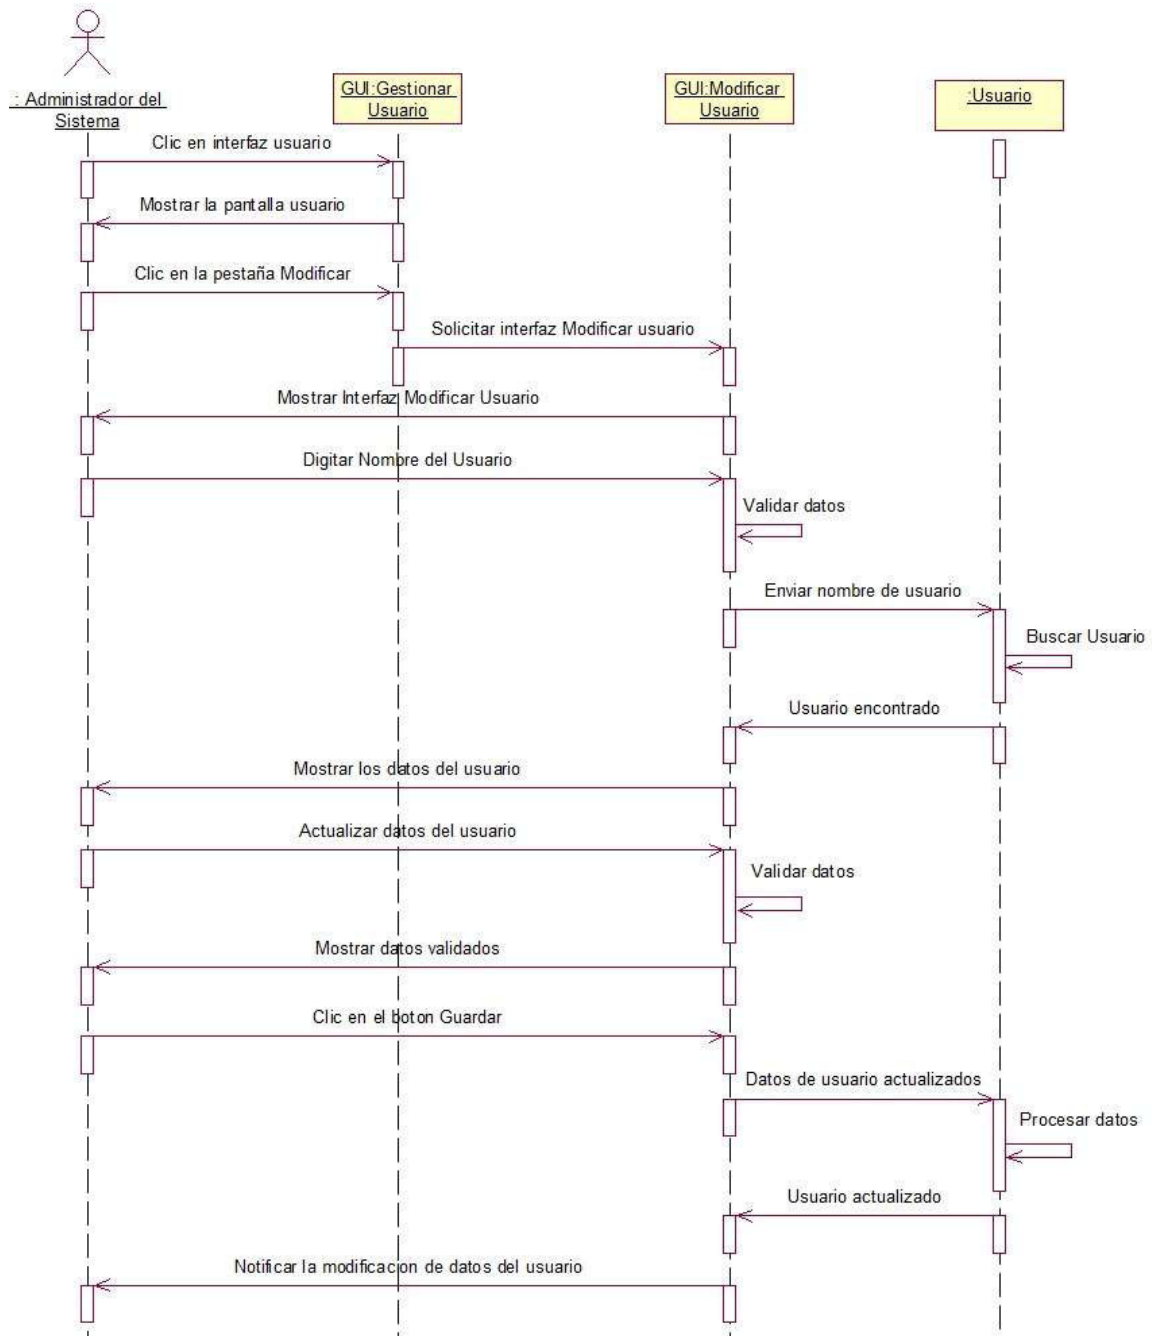 : Administrador del
Sistema
GUI:Gestionar
Usuario
GUI:Modificar
Usuario
:Usuario
Clic en interfaz usuario
Mostrar la pantalla usuario
Clic en la pestaña Modificar
Solicitar interfaz Modificar usuario
Mostrar Interfaz Modificar Usuario
Digitar Nombre del Usuario
Validar datos
Enviar nombre de usuario
Buscar Usuario
Usuario encontrado
Mostrar los datos del usuario
Actualizar datos del usuario
Validar datos
Mostrar datos validados
Clic en el boton Guardar
Datos de usuario actualizados
Procesar datos
Usuario actualizado
Notificar la modificacion de datos del usuario